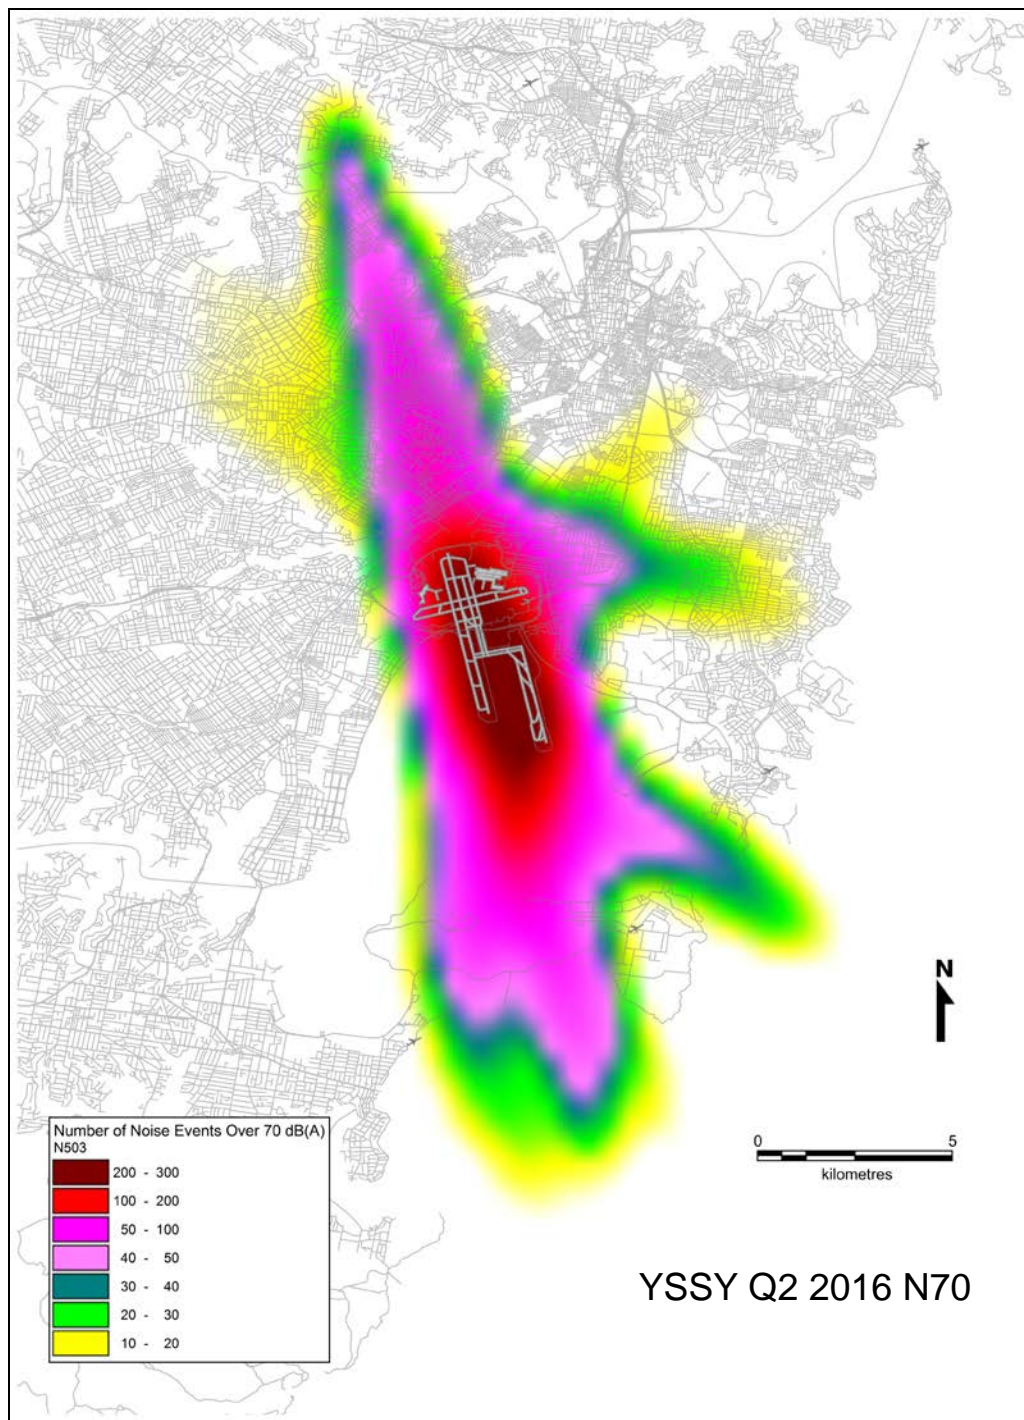 N
0 5
kilometres
Number of Noise Events Over 70 dB(A)
N503
200 - 300
100 - 200
50 - 100
40 - 50
30 - 40
20 - 30
10 - 20
YSSY Q2 2016 N70